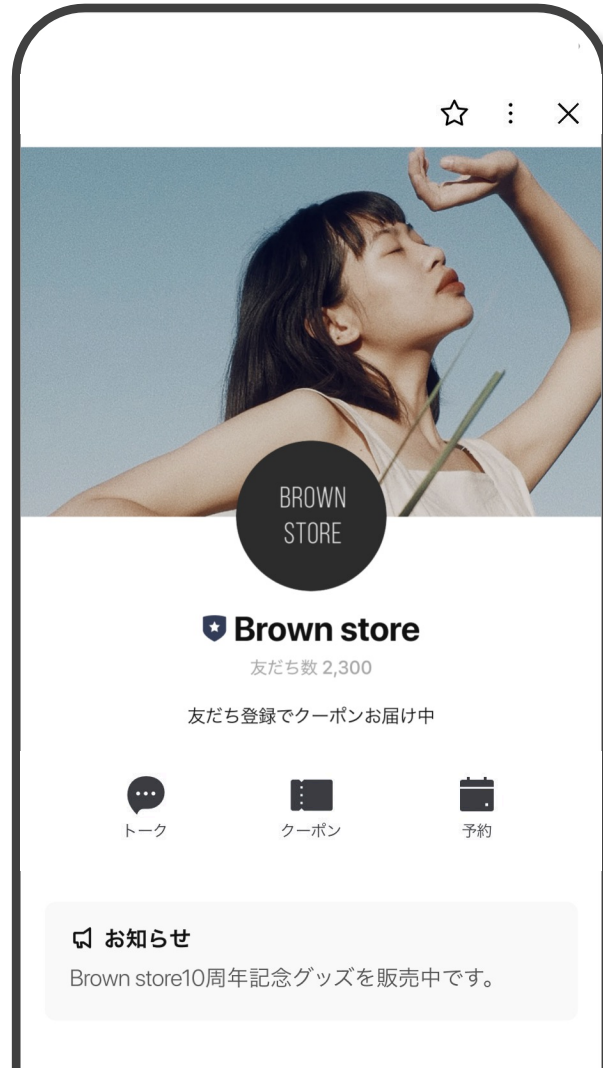 BROWN
STORE
Brown store
友だち数 2,300
友だち登録でクーポンお届け中
トーク クーポン 予約
お知らせ
Brown store10周年記念グッズを販売中です。